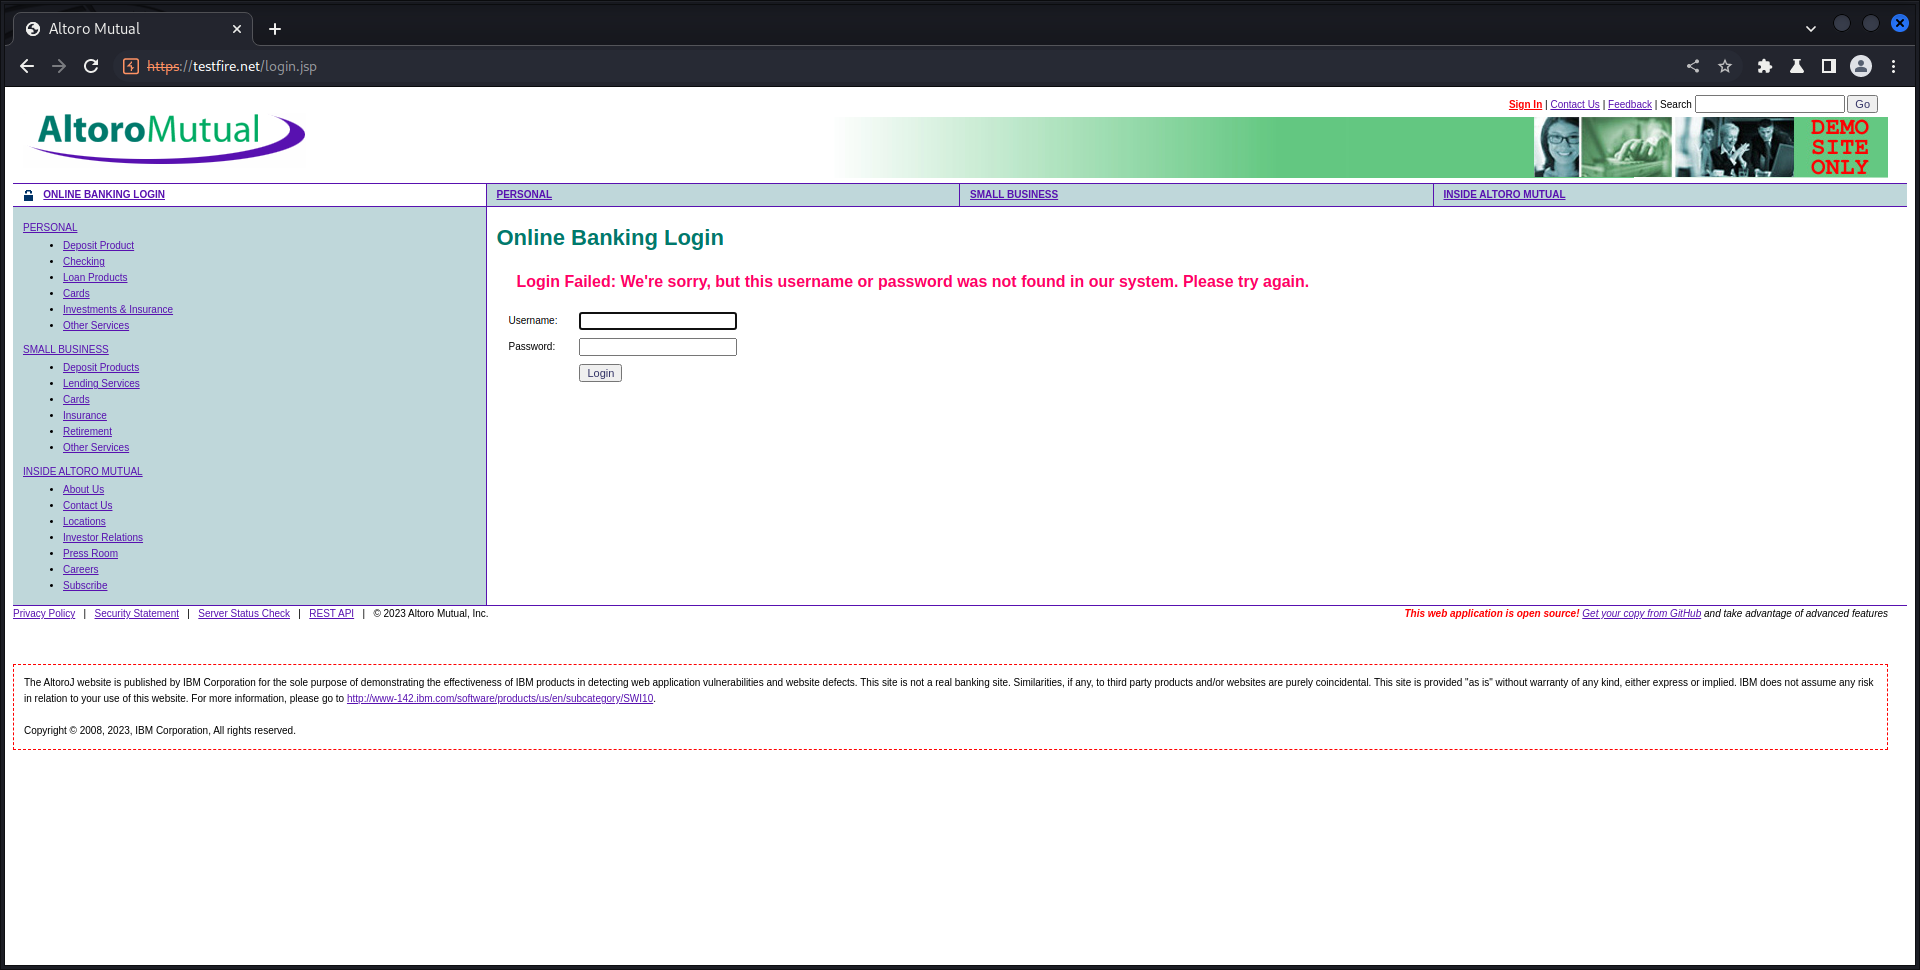 Altoro Mutual
https://testfire.net/login.jsp
Sign In | Contact Us | Feedback | Search Go
AltoroMutual
DEMO
SITE
ONLY
ONLINE BANKING LOGIN
PERSONAL
SMALL BUSINESS
INSIDE ALTORO MUTUAL
PERSONAL
Deposit Product
Checking
Loan Products
Cards
Investments & Insurance
Other Services
SMALL BUSINESS
Deposit Products
Lending Services
Cards
Insurance
Retirement
Other Services
INSIDE ALTORO MUTUAL
About Us
Contact Us
Locations
Investor Relations
Press Room
Careers
Subscribe
Online Banking Login
Login Failed: We're sorry, but this username or password was not found in our system. Please try again.
Username:
Password:
Login
Privacy Policy | Security Statement | Server Status Check | REST API | © 2023 Altoro Mutual, Inc.
This web application is open source! Get your copy from GitHub and take advantage of advanced features
The AltoroJ website is published by IBM Corporation for the sole purpose of demonstrating the effectiveness of IBM products in detecting web application vulnerabilities and website defects. This site is not a real banking site. Similarities, if any, to third party products and/or websites are purely coincidental. This site is provided "as is" without warranty of any kind, either express or implied. IBM does not assume any risk
in relation to your use of this website. For more information, please go to http://www-142.ibm.com/software/products/us/en/subcategory/SWI10.
Copyright © 2008, 2023, IBM Corporation, All rights reserved.